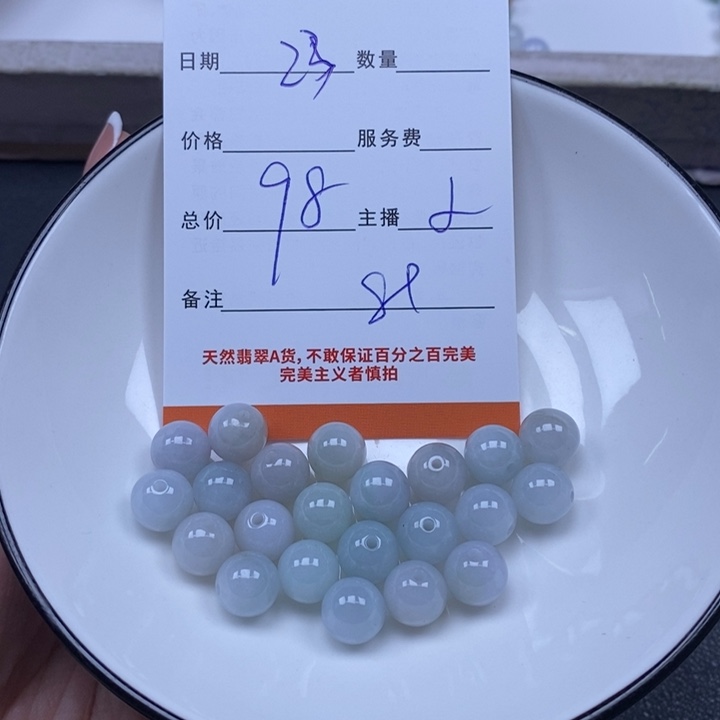 日期 23 数量
价格 服务费
总价 98 主播
备注
天然翡翠A货,不敢保证百分之百完美
完美主义者慎拍